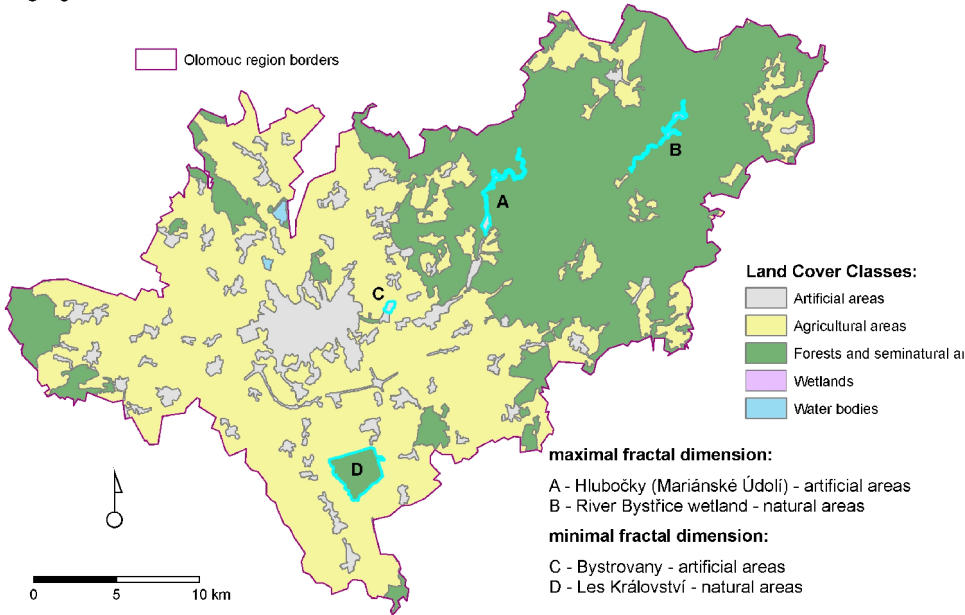 Olomouc region borders
A
B
C
D
Land Cover Classes:
Artificial areas
Agricultural areas
Forests and seminatural
Wetlands
Water bodies
maximal fractal dimension:
A - Hlubočky (Mariánské Údolí) - artificial areas
B - River Bystřice wetland - natural areas
minimal fractal dimension:
C - Bystrovany - artificial areas
D - Les Království - natural areas
0 5 10 km